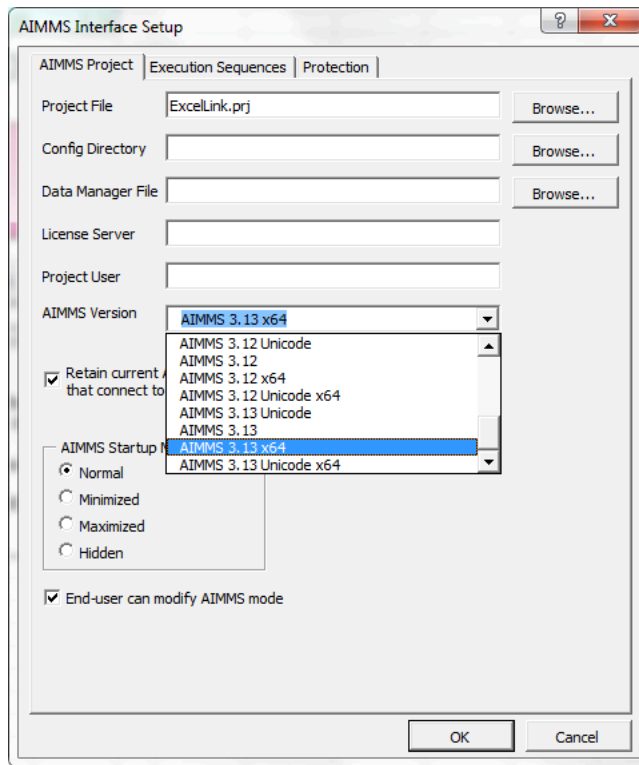 AIMMS Interface Setup
?
AIMMS Project
Execution Sequences
Protection
Project File
ExcelLink.prj
Browse...
Config Directory
Browse...
Data Manager File
Browse...
License Server
Project User
AIMMS Version
AIMMS 3.13 x64
AIMMS 3.12 Unicode
AIMMS 3.12
AIMMS 3.12 x64
AIMMS 3.12 Unicode x64
AIMMS 3.13 Unicode
AIMMS 3.13
AIMMS 3.13 x64
AIMMS 3.13 Unicode x64
Retain current
that connect to
AIMMS Startup
Normal
Minimized
Maximized
Hidden
End-user can modify AIMMS mode
OK
Cancel